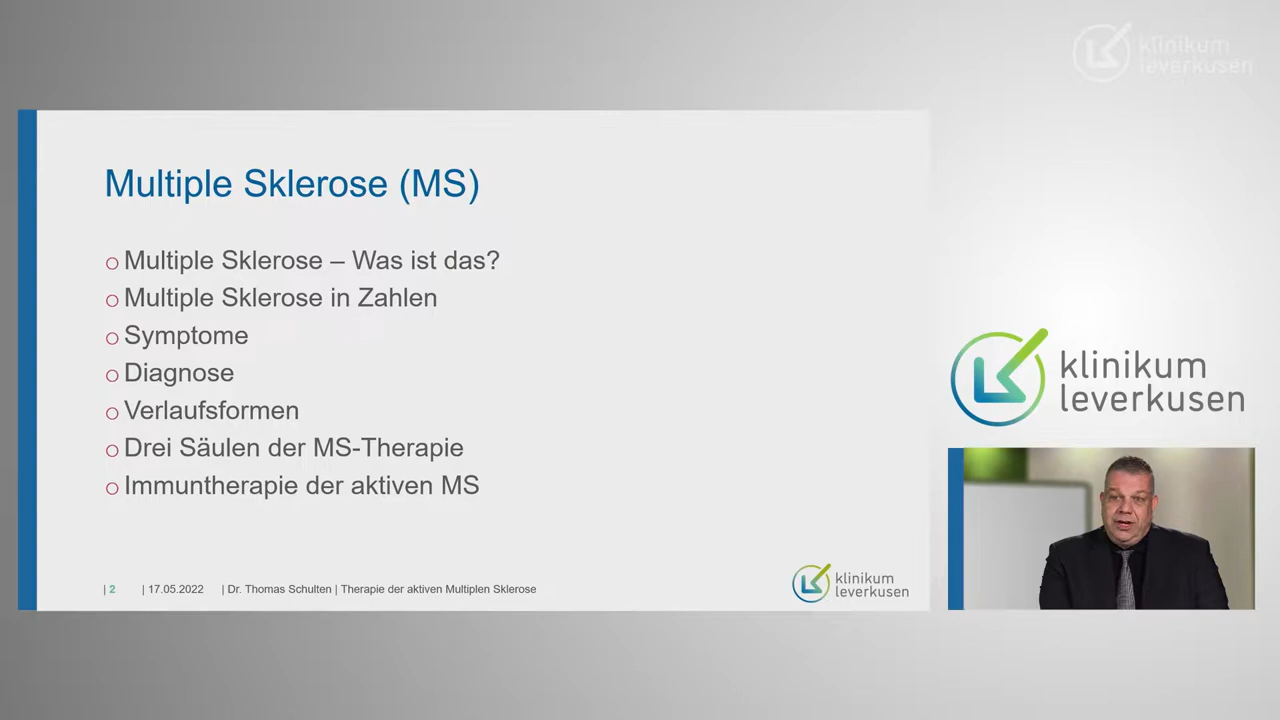 klinikum
leverkusen
Multiple Sklerose (MS)
Multiple Sklerose – Was ist das?
Multiple Sklerose in Zahlen
Symptome
Diagnose
Verlaufsformen
Drei Säulen der MS-Therapie
Immuntherapie der aktiven MS
| 2 | 17.05.2022 | Dr. Thomas Schulten | Therapie der aktiven Multiplen Sklerose
klinikum
leverkusen
klinikum
leverkusen